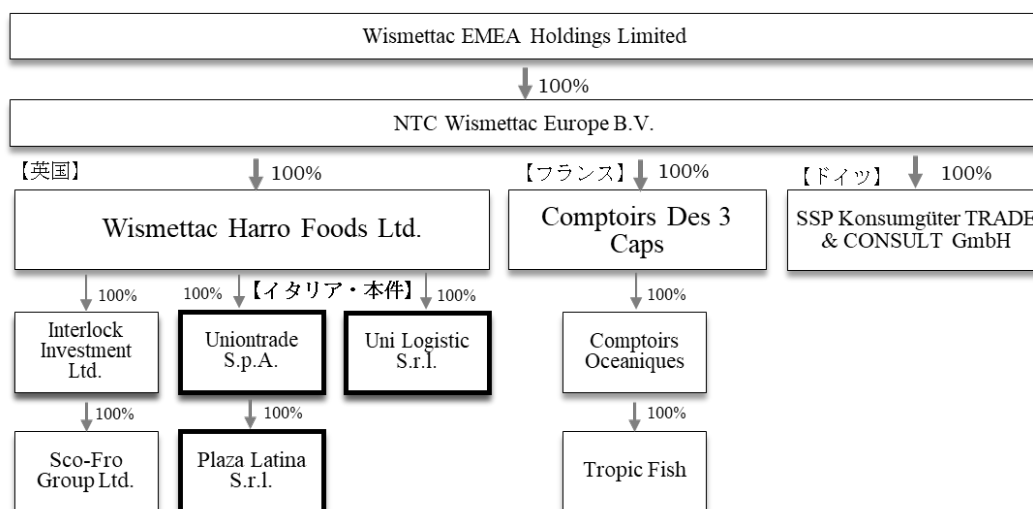 Wismettac EMEA Holdings Limited
100%
NTC Wismettac Europe B.V.
【英国】
100%
【フランス】
100%
【ドイツ】
100%
Wismettac Harro Foods Ltd.
Comptoirs Des 3
Caps
SSP Konsumgüter TRADE
& CONSULT GmbH
100%
100%
【イタリア・本件】
100%
100%
Interlock
Investment
Ltd.
Uniontrade
S.p.A.
Uni Logistic
S.r.l.
Comptoirs
Oceaniques
100%
100%
100%
Sco-Fro
Group Ltd.
Plaza Latina
S.r.l.
Tropic Fish